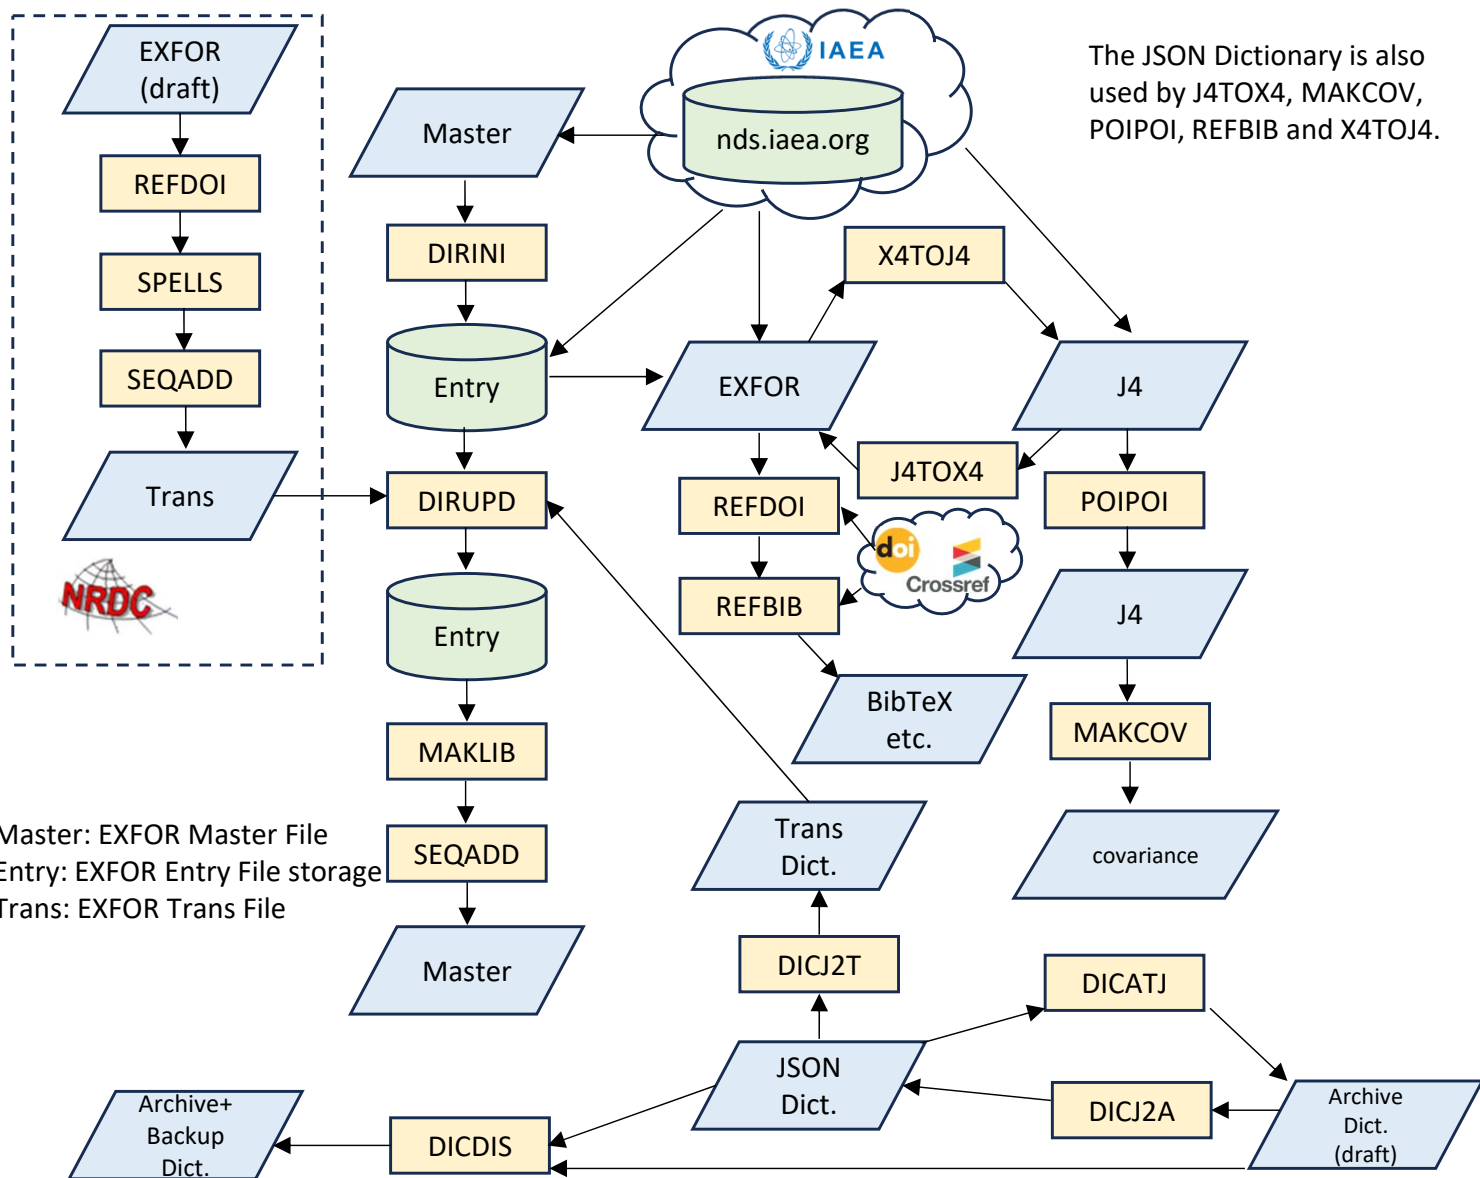 EXFOR
(draft)
REFDOI
SPELLS
SEQADD
Trans
NRDC
IAEA
nds.iaea.org
The JSON Dictionary is also
used by J4TOX4, MAKCOV,
POIPOI, REFBIB and X4TOJ4.
Master
DIRINI
Entry
DIRUPD
Entry
MAKLIB
SEQADD
Master
X4TOJ4
EXFOR
J4
J4TOX4
REFDOI
doi
Crossref
REFBIB
BibTeX
etc.
POIPOI
J4
MAKCOV
covariance
Master: EXFOR Master File
Entry: EXFOR Entry File storage
Trans: EXFOR Trans File
Trans
Dict.
DICJ2T
JSON
Dict.
DICATJ
DICJ2A
Archive
Dict.
(draft)
DICDIS
Archive+
Backup
Dict.